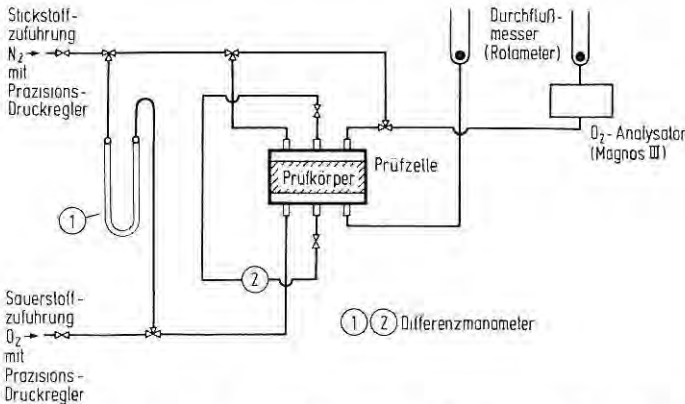 Stickstoff-
zuführung
N₂
mit
Präzisions-
Druckregler
Durchfluß-
messer
(Rotameter)
O₂-Analysator
(Magnos III)
Prüfzelle
Prüfkörper
1
2
Sauerstoff-
zuführung
O₂
mit
Präzisions-
Druckregler
1 2 Differenzmanometer